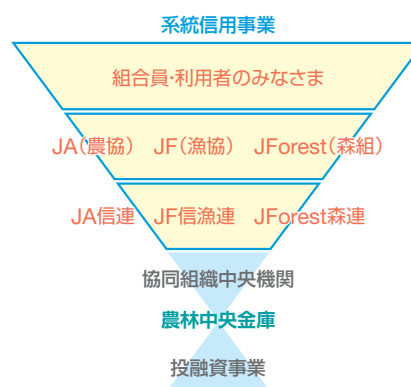 系統信用事業
組合員・利用者のみなさま
JA（農協） JF（漁協） JForest（森組）
JA信連 JF信漁連 JForest森連
協同組織中央機関
農林中央金庫
投融資事業